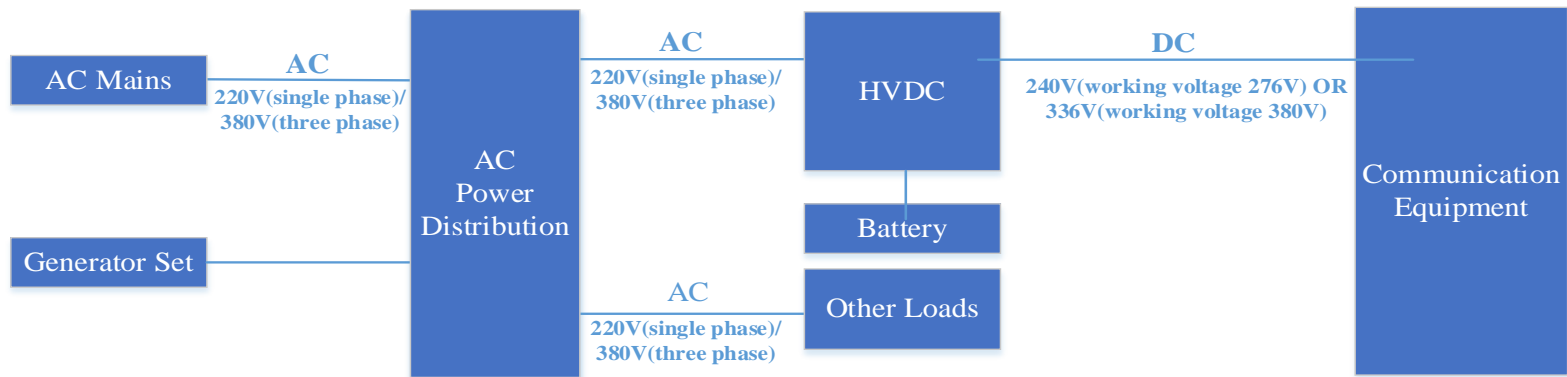 AC Mains
AC
220V(single phase)/
380V(three phase)
Generator Set
AC
Power
Distribution
AC
220V(single phase)/
380V(three phase)
AC
220V(single phase)/
380V(three phase)
HVDC
Battery
Other Loads
DC
240V(working voltage 276V) OR
336V(working voltage 380V)
Communication
Equipment